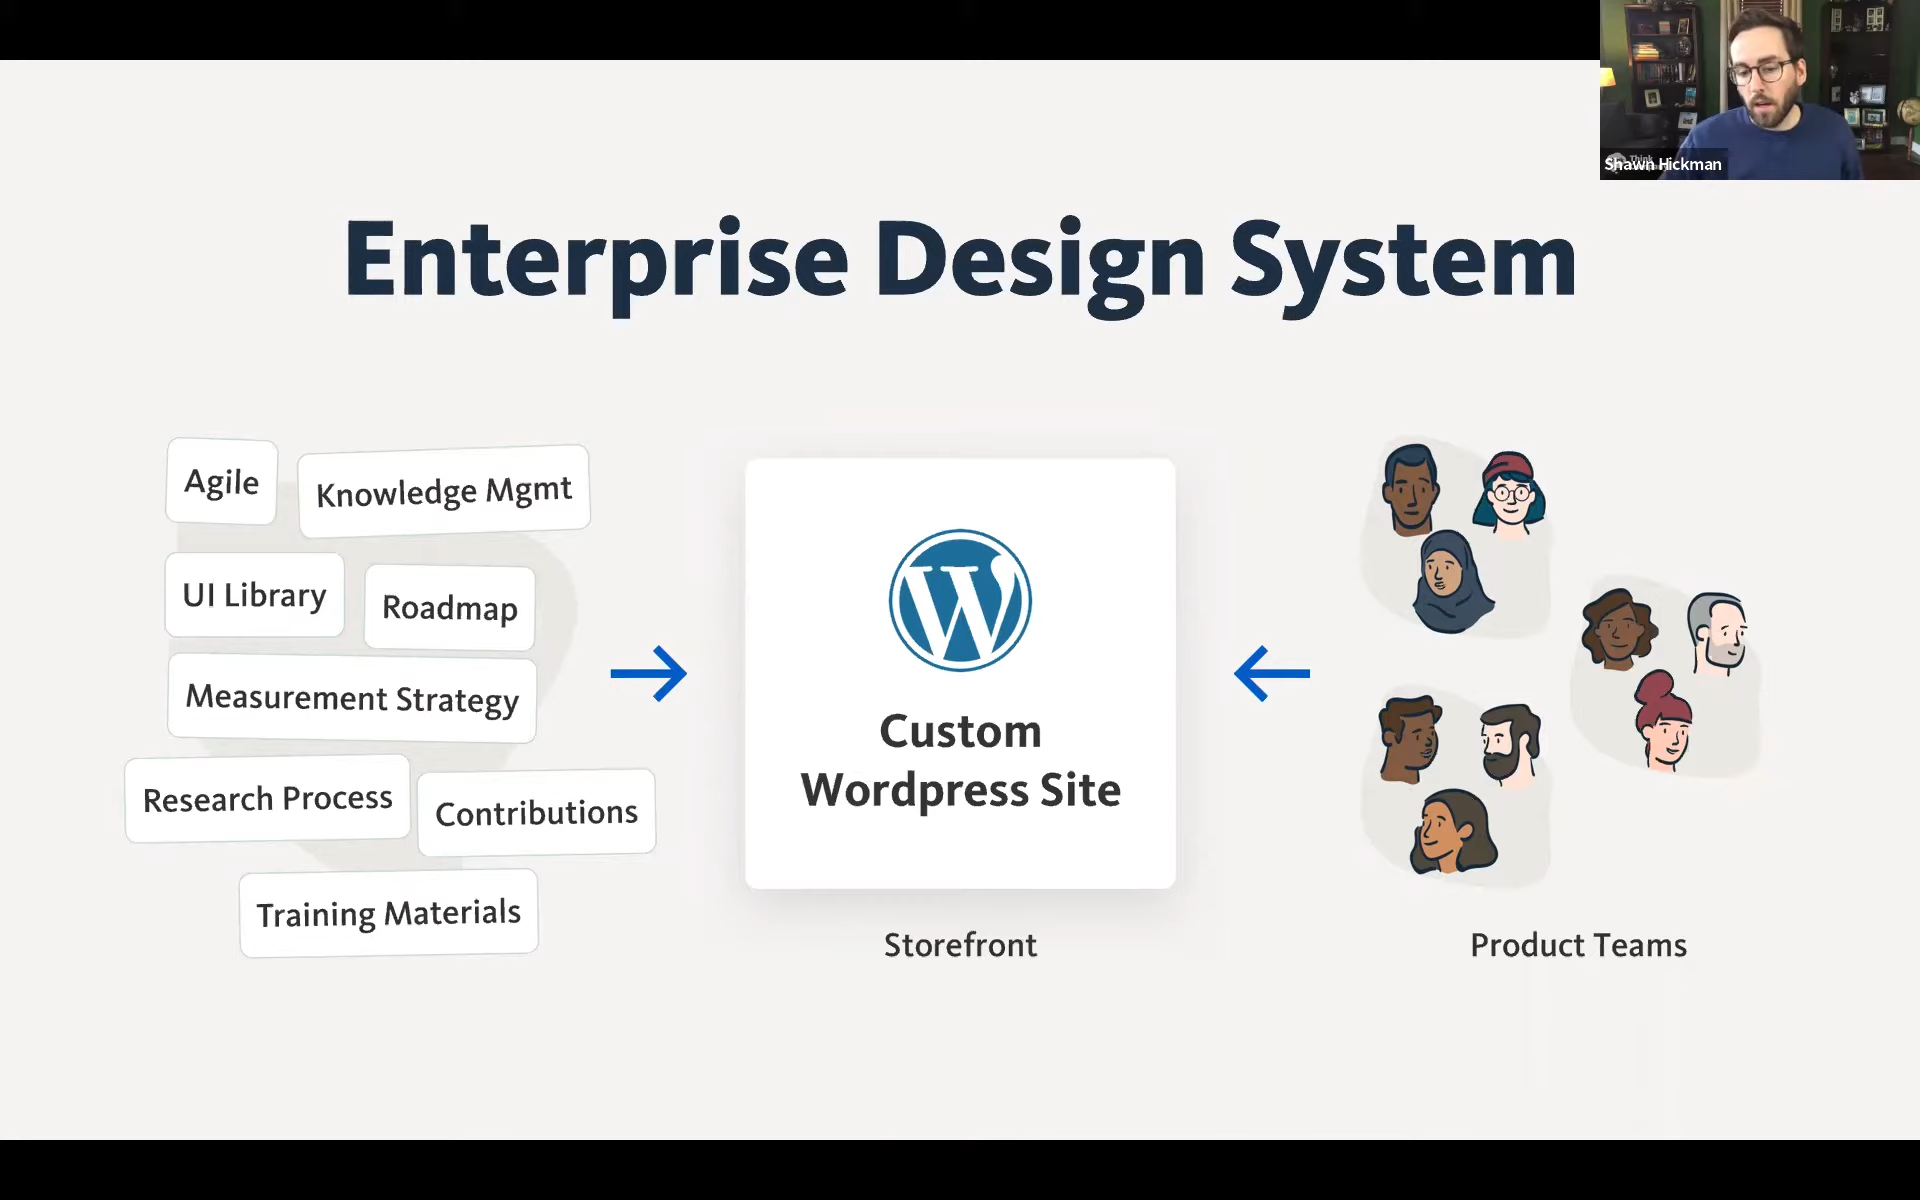 Think
Shawn Hickman
Enterprise Design System
Agile
Knowledge Mgmt
UI Library
Roadmap
Measurement Strategy
Research Process
Contributions
Training Materials
Custom
Wordpress Site
Storefront
Product Teams